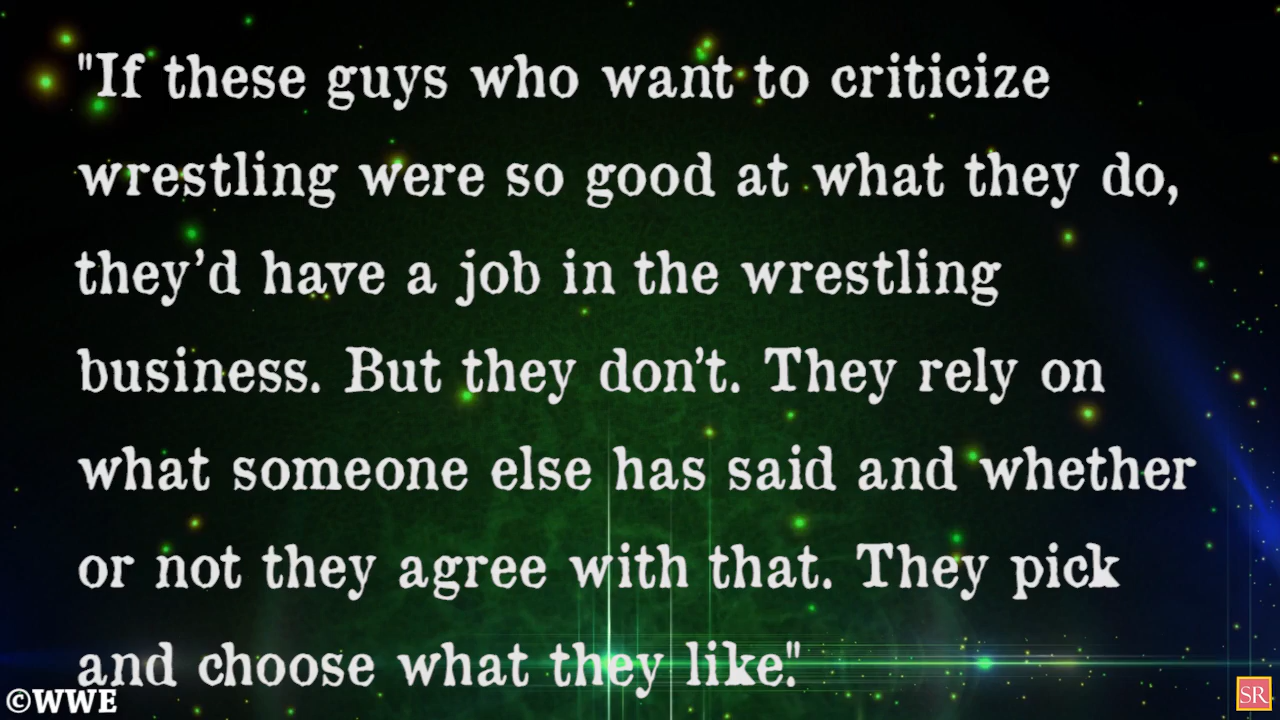 "If these guys who want to criticize
wrestling were so good at what they do,
they’d have a job in the wrestling
business. But they don’t. They rely on
what someone else has said and whether
or not they agree with that. They pick
and choose what they like."
©WWE
SR